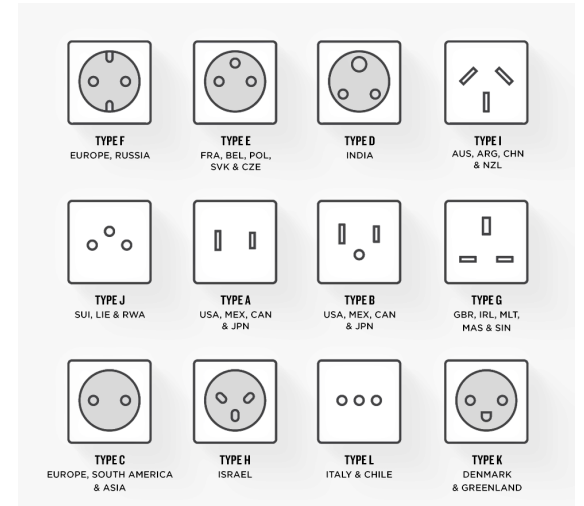 TYPE F
EUROPE, RUSSIA
TYPE E
FRA, BEL, POL,
SVK & CZE
TYPE D
INDIA
TYPE I
AUS, ARG, CHN
& NZL
TYPE J
SUI, LIE & RWA
TYPE A
USA, MEX, CAN
& JPN
TYPE B
USA, MEX, CAN
& JPN
TYPE G
GBR, IRL, MLT,
MAS & SIN
TYPE C
EUROPE, SOUTH AMERICA
& ASIA
TYPE H
ISRAEL
TYPE L
ITALY & CHILE
TYPE K
DENMARK
& GREENLAND